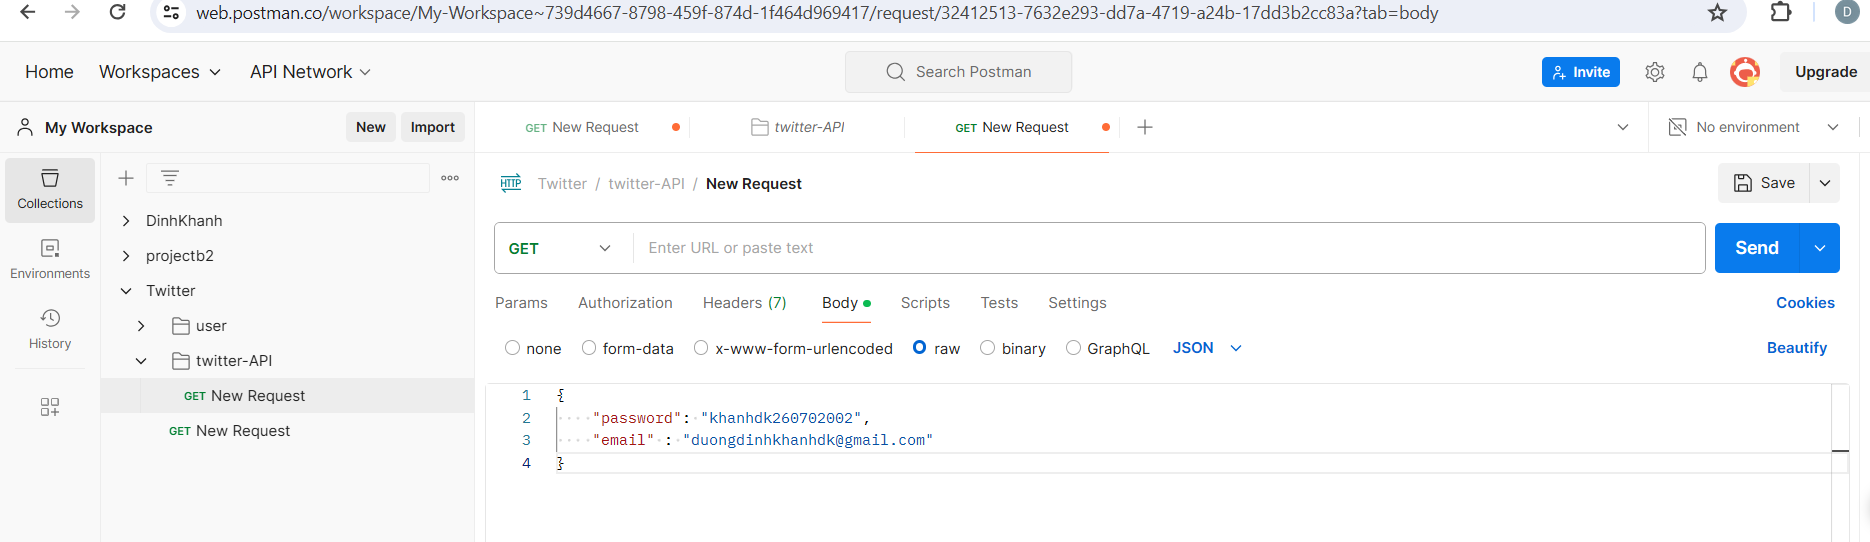 web.postman.co/workspace/My-Workspace~739d4667-8798-459f-874d-1f464d969417/request/32412513-7632e293-dd7a-4719-a24b-17dd3b2cc83a?tab=body
D
Home Workspaces API Network Search Postman Invite Upgrade
My Workspace New Import GET New Request twitter-API GET New Request No environment
Collections
Environments
History
DinhKhanh
projectb2
Twitter
user
twitter-API
GET New Request
GET New Request
HTTP Twitter / twitter-API / New Request Save
GET Enter URL or paste text Send
Params Authorization Headers (7) Body Scripts Tests Settings Cookies
none form-data x-www-form-urlencoded raw binary GraphQL JSON Beautify
1 {
2 "password": "khanhdk260702002",
3 "email" : "duongdinhkhanhdk@gmail.com"
4 }